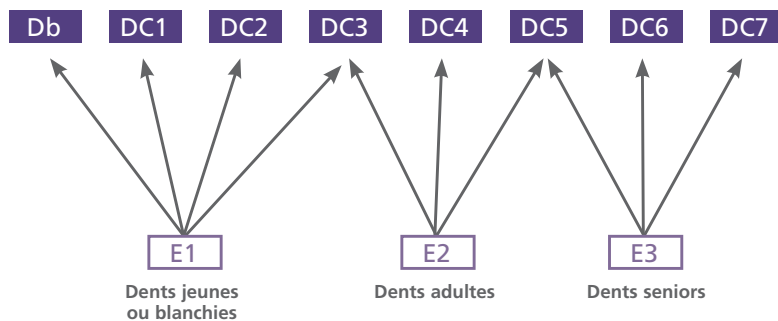 Db DC1 DC2 DC3 DC4 DC5 DC6 DC7
E1 E2 E3
Dents jeunes Dents adultes Dents seniors
ou blanchies